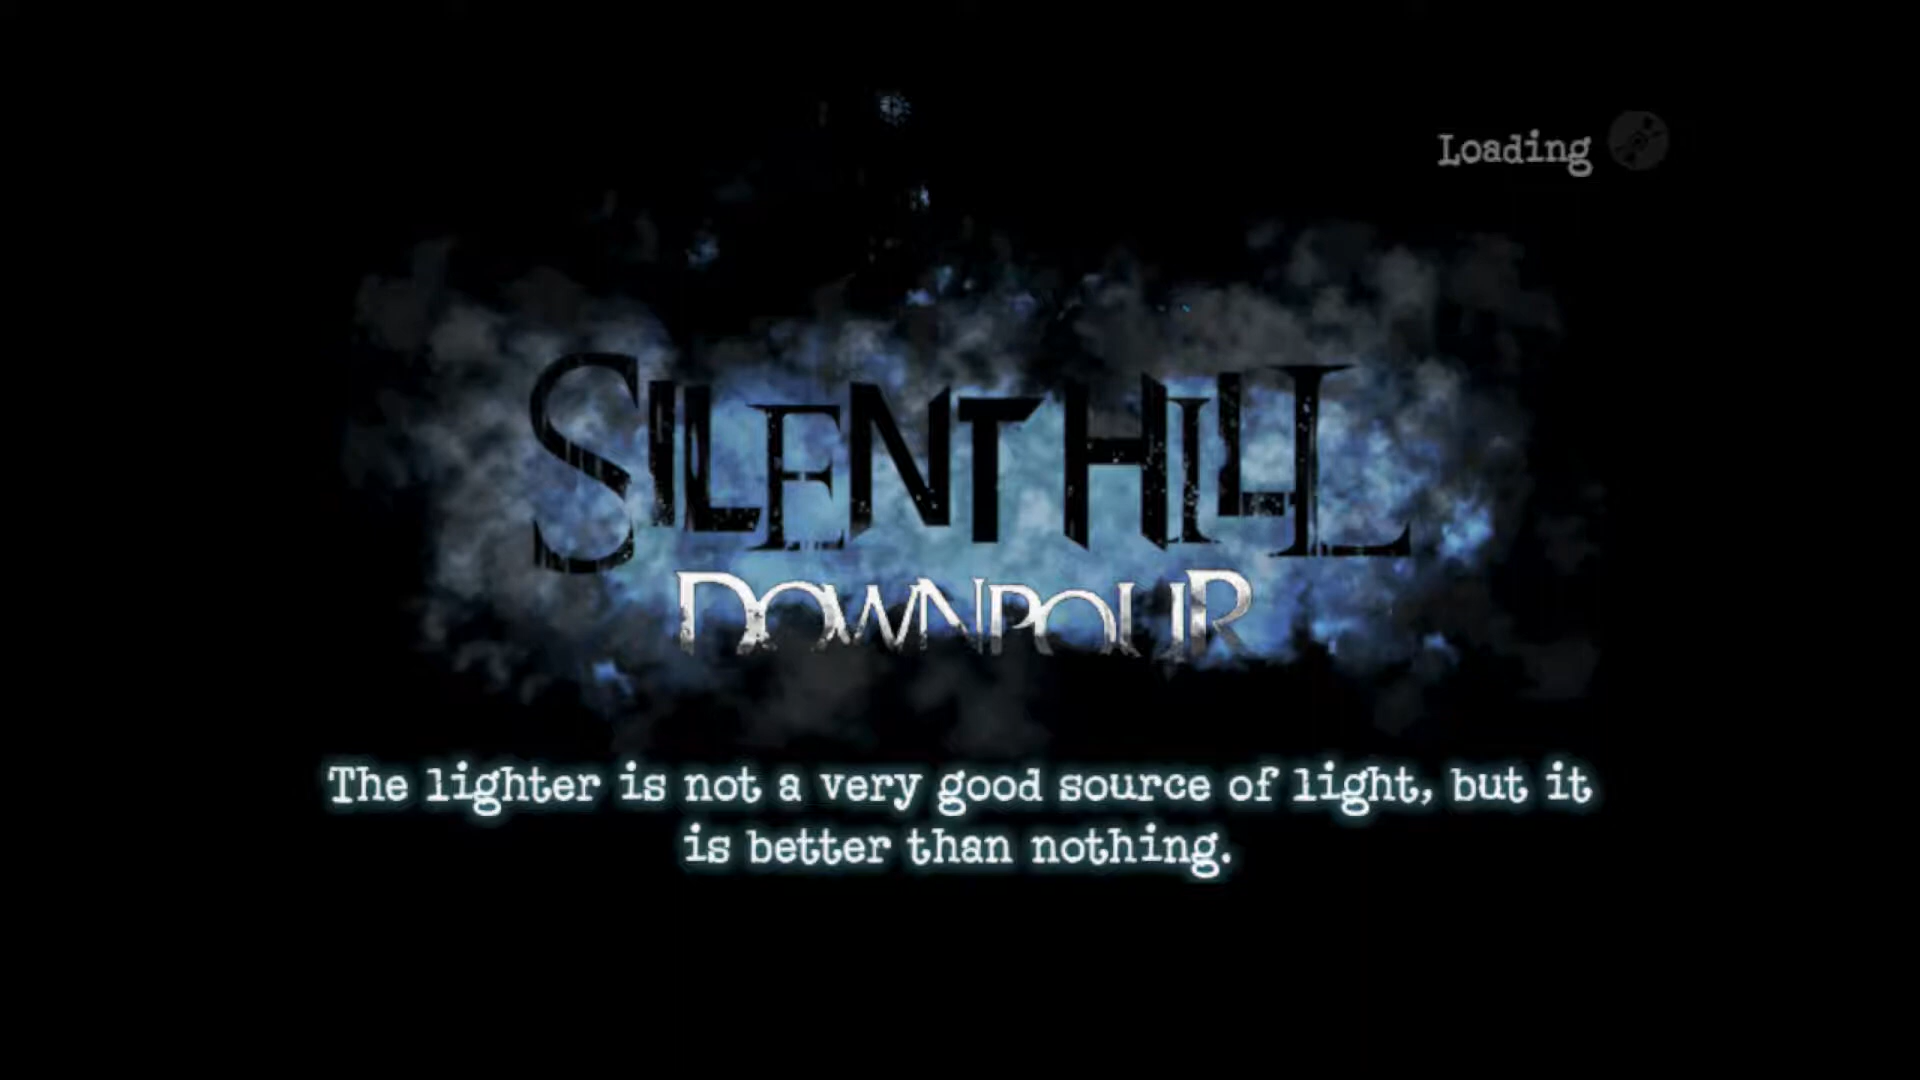 Loading
SILENT HILL
DOWNPOUR
The lighter is not a very good source of light, but it
is better than nothing.